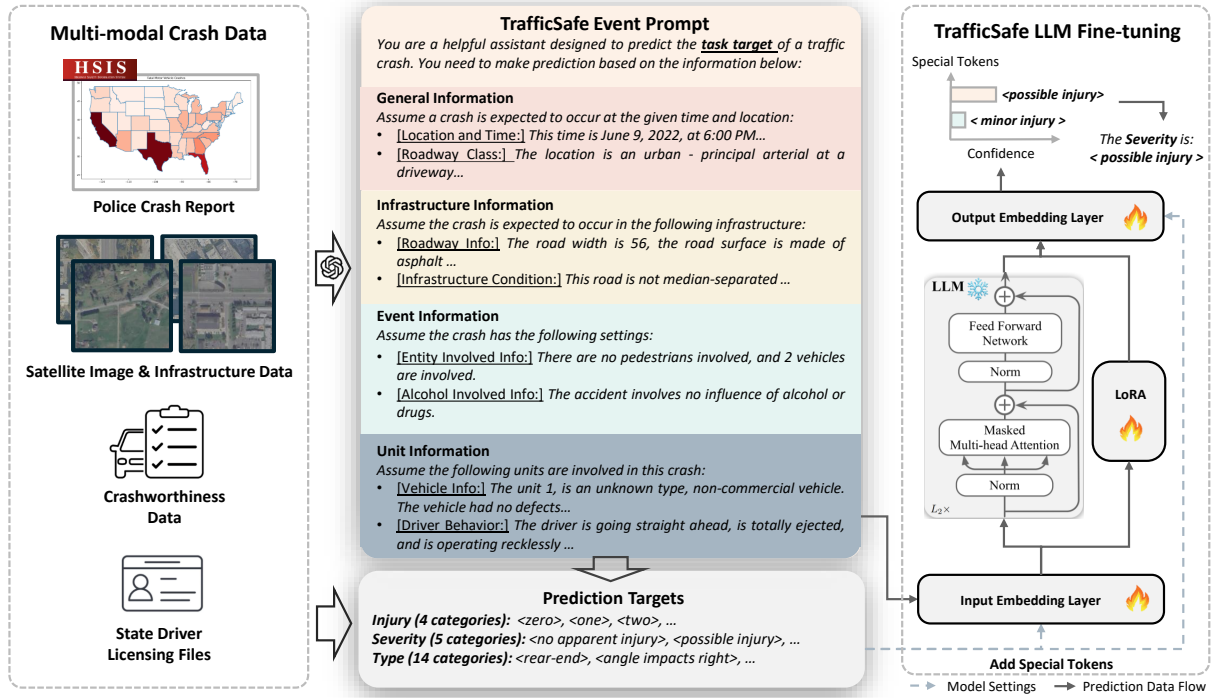 Multi-modal Crash Data
HSIS
Police Crash Report
Satellite Image & Infrastructure Data
Crashworthiness
Data
State Driver
Licensing Files
TrafficSafe Event Prompt
You are a helpful assistant designed to predict the task target of a traffic
crash. You need to make prediction based on the information below:
General Information
Assume a crash is expected to occur at the given time and location:
• [Location and Time:] This time is June 9, 2022, at 6:00 PM…
• [Roadway Class:] The location is an urban - principal arterial at a
driveway…
Infrastructure Information
Assume the crash is expected to occur in the following infrastructure:
• [Roadway Info:] The road width is 56, the road surface is made of
asphalt …
• [Infrastructure Condition:] This road is not median-separated …
Event Information
Assume the crash has the following settings:
• [Entity Involved Info:] There are no pedestrians involved, and 2 vehicles
are involved.
• [Alcohol Involved Info:] The accident involves no influence of alcohol or
drugs.
Unit Information
Assume the following units are involved in this crash:
• [Vehicle Info:] The unit 1, is an unknown type, non-commercial vehicle.
The vehicle had no defects…
• [Driver Behavior:] The driver is going straight ahead, is totally ejected,
and is operating recklessly …
Prediction Targets
Injury (4 categories): <zero>, <one>, <two>, …
Severity (5 categories): <no apparent injury>, <possible injury>, …
Type (14 categories): <rear-end>, <angle impacts right>, …
TrafficSafe LLM Fine-tuning
Special Tokens
<possible injury>
< minor injury >
Confidence
The Severity is:
< possible injury >
Output Embedding Layer
LLM
Feed Forward
Network
Norm
Masked
Multi-head Attention
Norm
L₂×
LoRA
Input Embedding Layer
Add Special Tokens
Model Settings
Prediction Data Flow